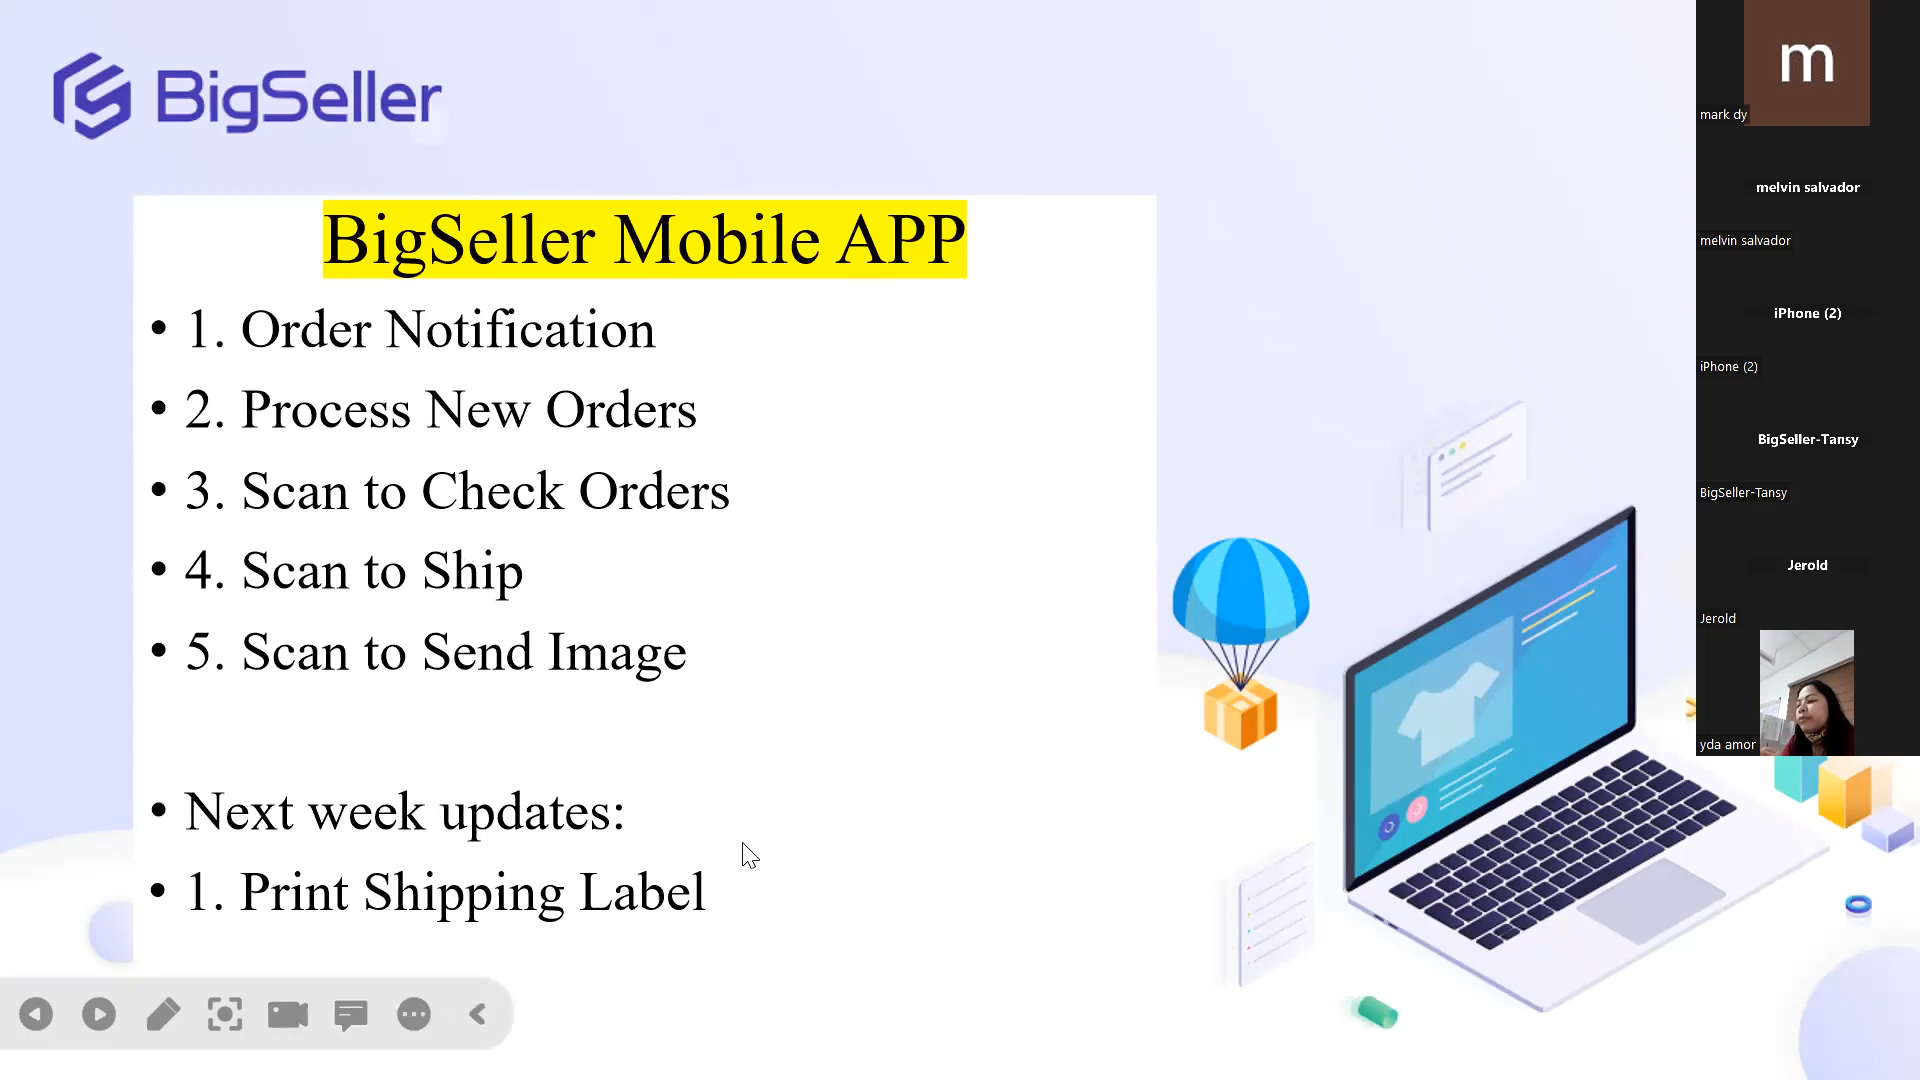 BigSeller
BigSeller Mobile APP
• 1. Order Notification
• 2. Process New Orders
• 3. Scan to Check Orders
• 4. Scan to Ship
• 5. Scan to Send Image
• Next week updates:
• 1. Print Shipping Label
m
mark dy
melvin salvador
melvin salvador
iPhone (2)
iPhone (2)
BigSeller-Tansy
BigSeller-Tansy
Jerold
Jerold
yda amor